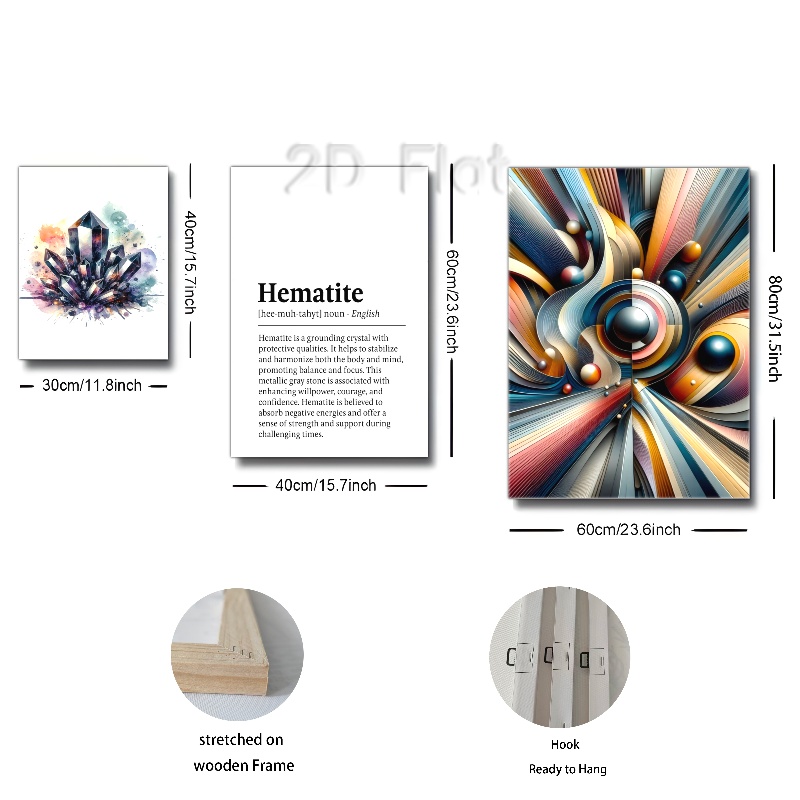 2D Flat
40cm/15.7inch
30cm/11.8inch
Hematite
[hee-muh-tahyt] noun - English
Hematite is a grounding crystal with
protective qualities. It helps to stabilize
and harmonize both the body and mind,
promoting balance and focus. This
metallic gray stone is associated with
enhancing willpower, courage, and
confidence. Hematite is believed to
absorb negative energies and offer a
sense of strength and support during
challenging times.
60cm/23.6inch
40cm/15.7inch
80cm/31.5inch
60cm/23.6inch
stretched on
wooden Frame
Hook
Ready to Hang